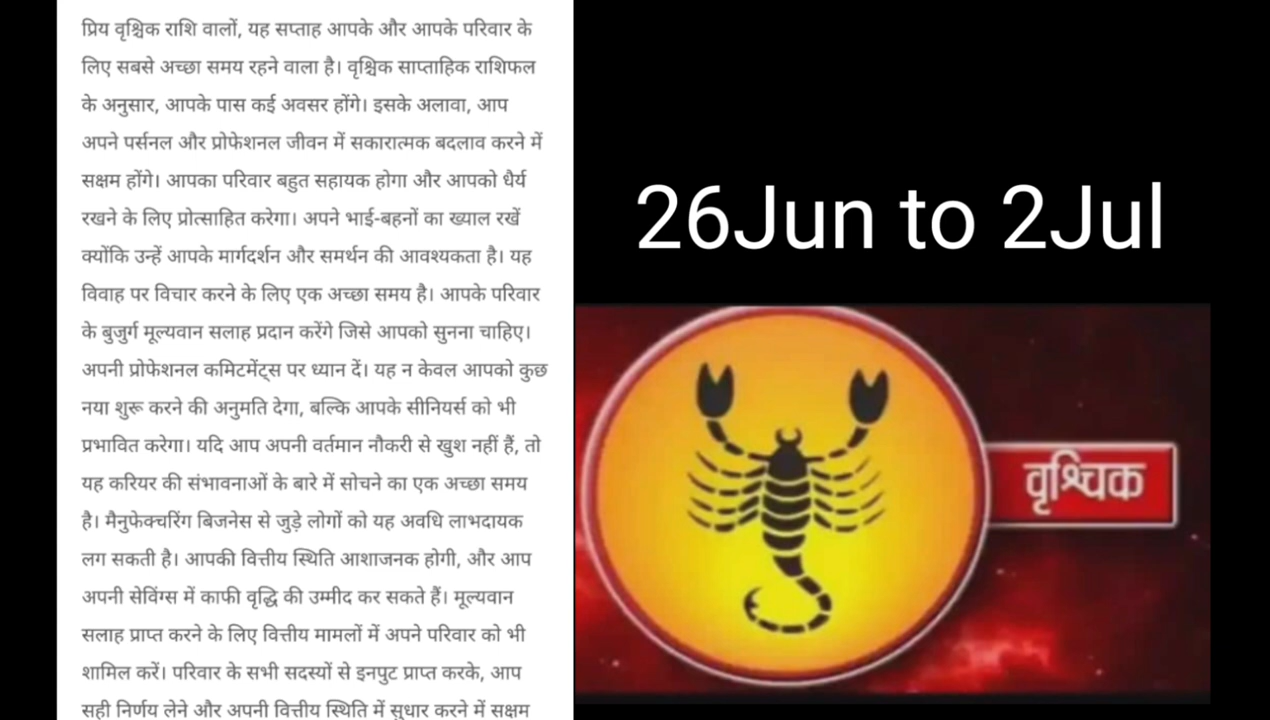 प्रिय वृश्चिक राशि वालों, यह सप्ताह आपके और आपके परिवार के
लिए सबसे अच्छा समय रहने वाला है। वृश्चिक साप्ताहिक राशिफल
के अनुसार, आपके पास कई अवसर होंगे। इसके अलावा, आप
अपने पर्सनल और प्रोफेशनल जीवन में सकारात्मक बदलाव करने में
सक्षम होंगे। आपका परिवार बहुत सहायक होगा और आपको धैर्य
रखने के लिए प्रोत्साहित करेगा। अपने भाई-बहनों का ख्याल रखें
क्योंकि उन्हें आपके मार्गदर्शन और समर्थन की आवश्यकता है। यह
विवाह पर विचार करने के लिए एक अच्छा समय है। आपके परिवार
के बुजुर्ग मूल्यवान सलाह प्रदान करेंगे जिसे आपको सुनना चाहिए।
अपनी प्रोफेशनल कमिटमेंट्स पर ध्यान दें। यह न केवल आपको कुछ
नया शुरू करने की अनुमति देगा, बल्कि आपके सीनियर्स को भी
प्रभावित करेगा। यदि आप अपनी वर्तमान नौकरी से खुश नहीं हैं, तो
यह करियर की संभावनाओं के बारे में सोचने का एक अच्छा समय
है। मैनुफेक्चरिंग बिजनेस से जुड़े लोगों को यह अवधि लाभदायक
लग सकती है। आपकी वित्तीय स्थिति आशाजनक होगी, और आप
अपनी सेविंग्स में काफी वृद्धि की उम्मीद कर सकते हैं। मूल्यवान
सलाह प्राप्त करने के लिए वित्तीय मामलों में अपने परिवार को भी
शामिल करें। परिवार के सभी सदस्यों से इनपुट प्राप्त करके, आप
सही निर्णय लेने और अपनी वित्तीय स्थिति में सुधार करने में सक्षम
26Jun to 2Jul
वृश्चिक